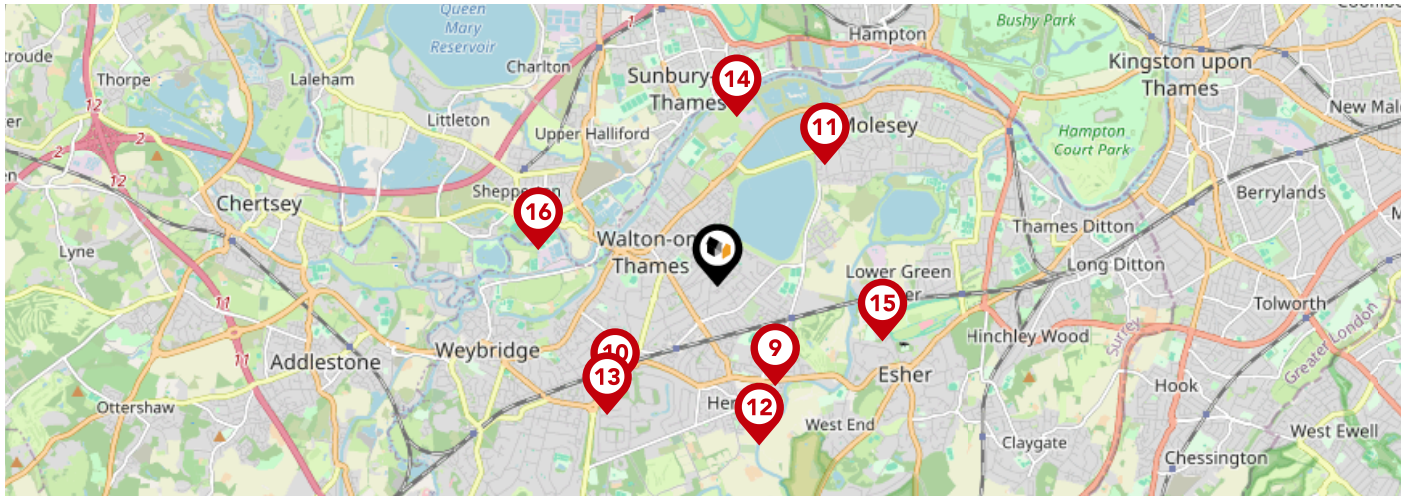 Queen
Mary
Reservoir
Bushy Park
Hampton
1
Charlton
Kingston upon
Thames
Thorpe
Laleham
Sunbury-
Thames
14
12
New
Littleton
Upper Halliford
11
Molesey
Hampton
Court Park
2
2
12
Shepperton
Berrylands
Chertsey
16
Thames Ditton
Walton-on
Thames
Lyne
Long Ditton
Lower Green
15
11
Tolworth
Surrey
Greater London
Hinchley Wood
Weybridge
10
9
11
Addlestone
13
Esher
Hook
Ottershaw
12
West End
West Ewell
Claygate
Chessington